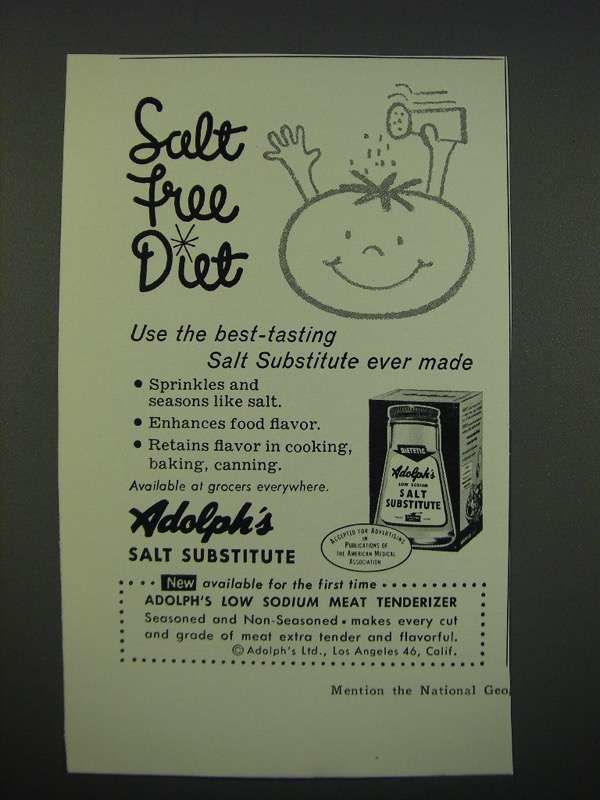 Salt
Free
Diet
Use the best-tasting
Salt Substitute ever made
• Sprinkles and
seasons like salt.
• Enhances food flavor.
• Retains flavor in cooking,
baking, canning.
Available at grocers everywhere.
Adolph's
SALT SUBSTITUTE
DIETETIC
Adolph's
LOW SODIUM
SALT
SUBSTITUTE
ACCEPTED FOR ADVERTISING
IN
PUBLICATIONS OF
THE AMERICAN MEDICAL
ASSOCIATION
New available for the first time
ADOLPH'S LOW SODIUM MEAT TENDERIZER
Seasoned and Non-Seasoned • makes every cut
and grade of meat extra tender and flavorful.
© Adolph's Ltd., Los Angeles 46, Calif.
Mention the National Geo